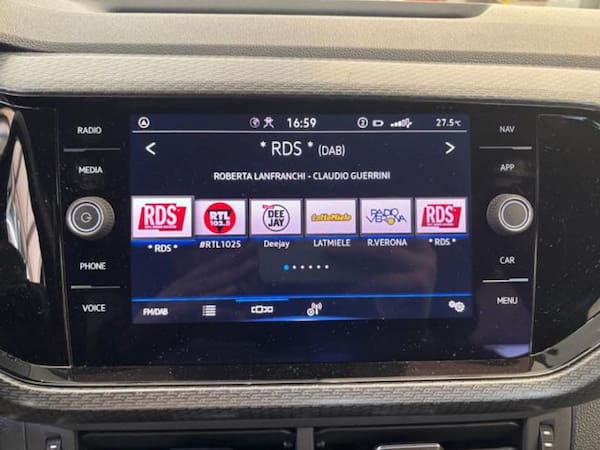 RADIO
MEDIA
PHONE
VOICE
16:59
2
27.5°C
* RDS * (DAB)
ROBERTA LANFRANCHI - CLAUDIO GUERRINI
RDS
RTL
102.5
DEE
JAY
LatteMiele
RADIO
VERONA
RDS
* RDS *
#RTL1025
Deejay
LATMIELE
R.VERONA
* RDS *
FM/DAB
NAV
APP
CAR
MENU